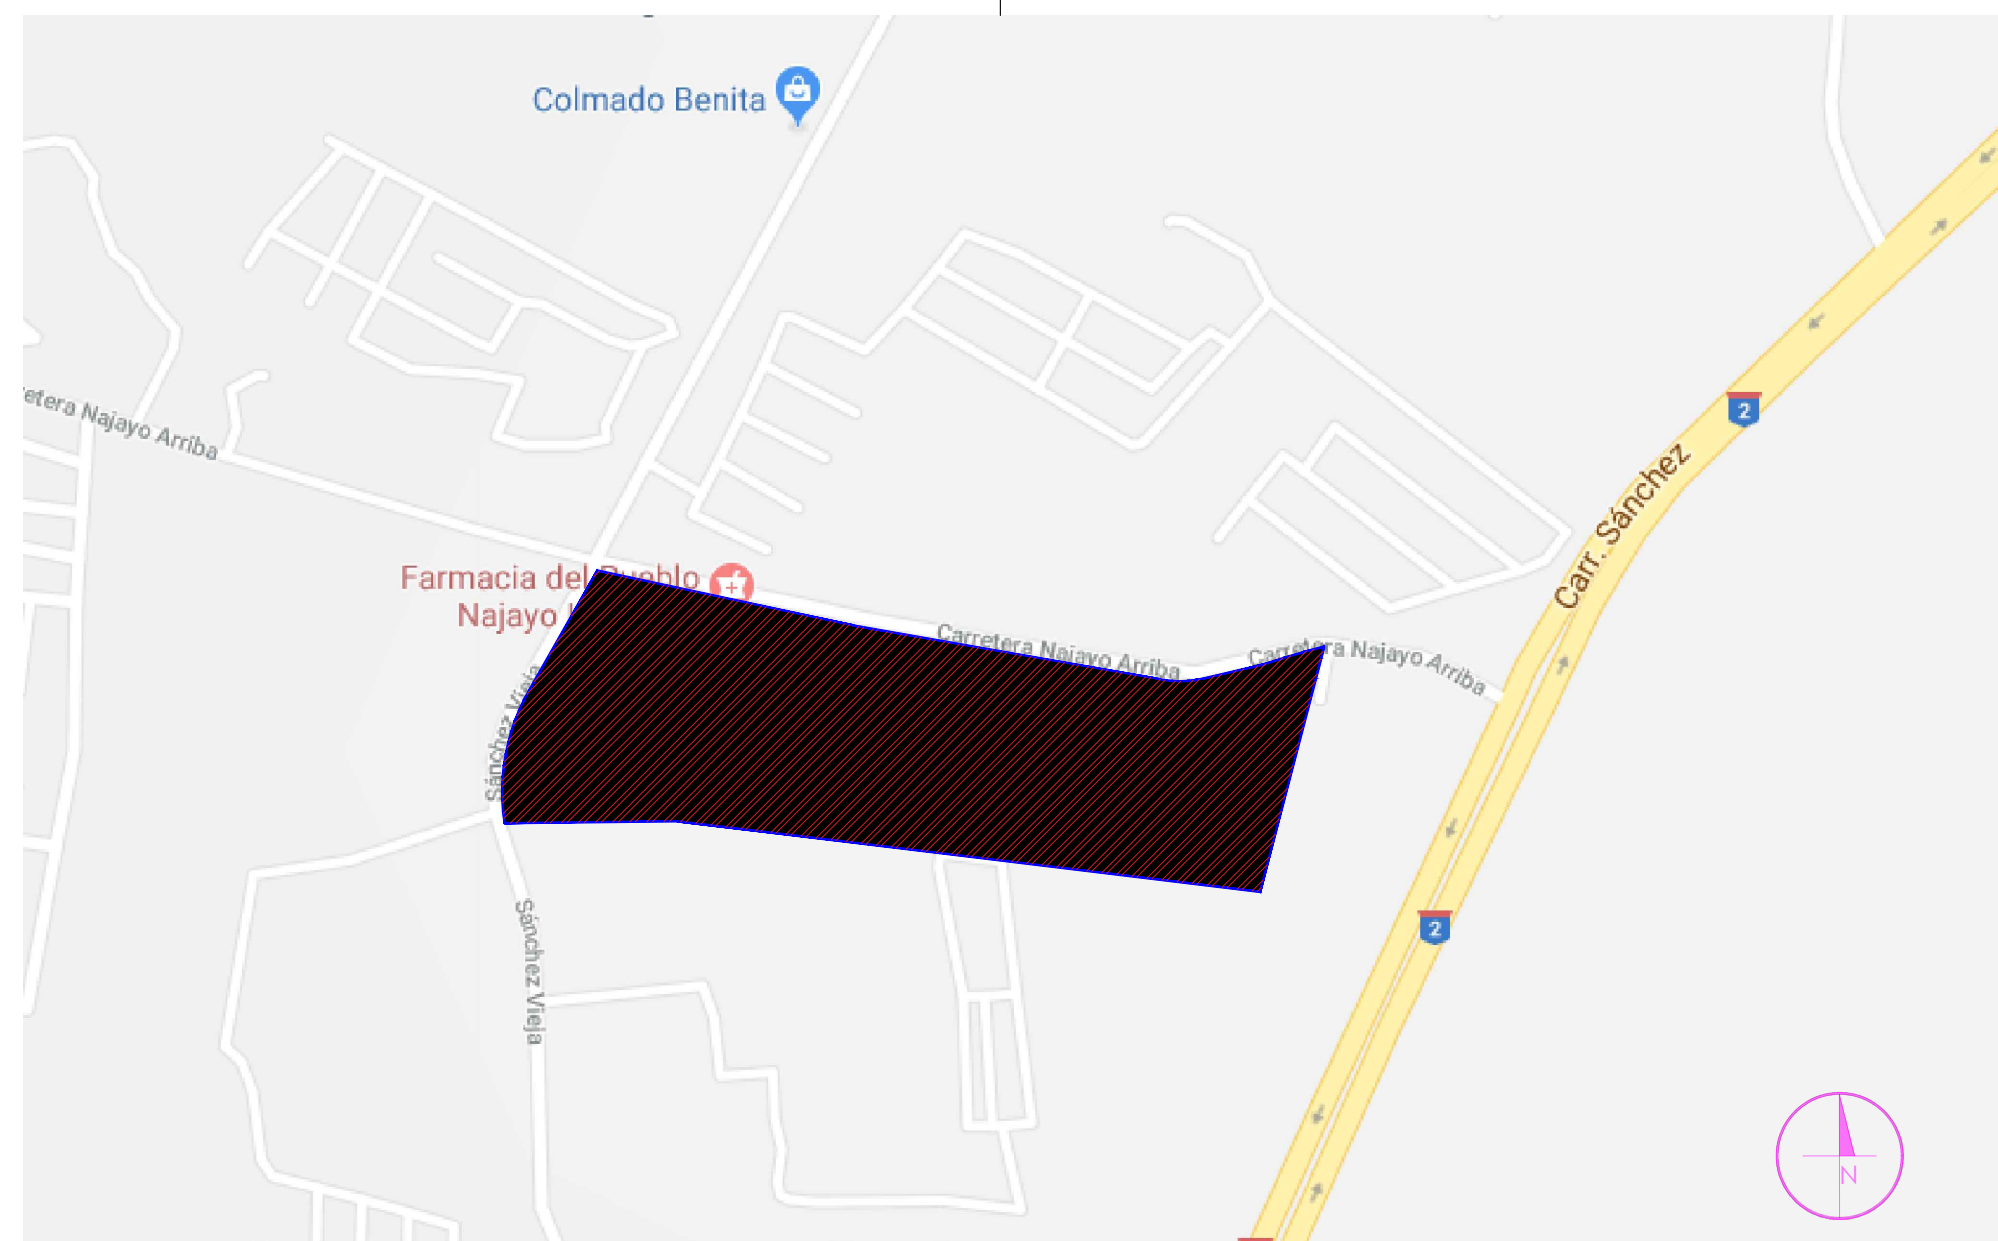 Colmado Benita
etera Najayo Arriba
2
Carr. Sánchez
Farmacia del Pueblo
Najayo
Carretera Najayo Arriba
Carretera Najayo Arriba
Sánchez Vieja
2
Sánchez Vieja
N